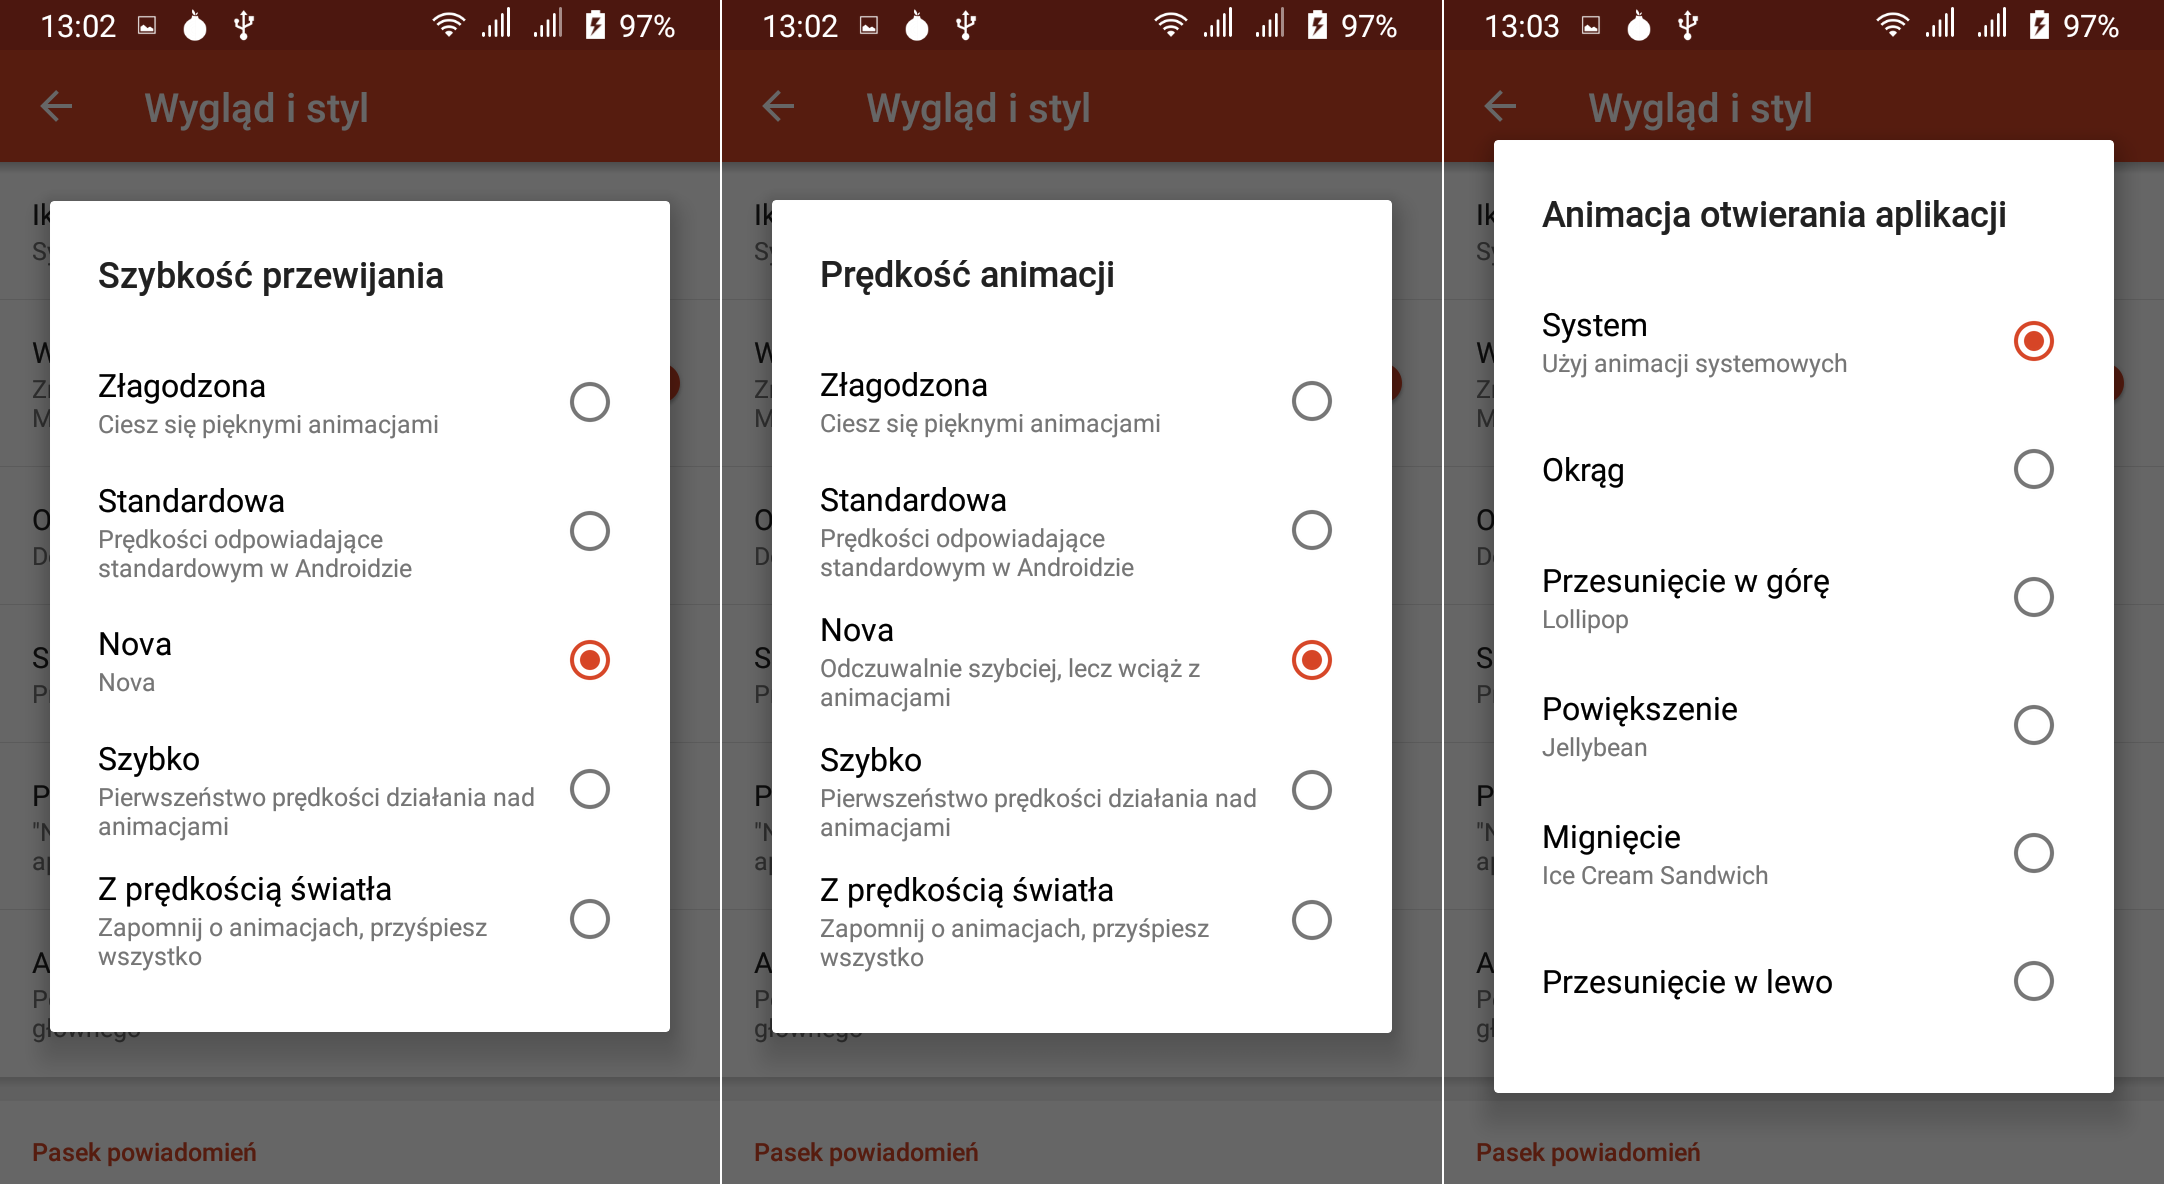 13:02
97%
Wygląd i styl
Szybkość przewijania
Złagodzona
Ciesz się pięknymi animacjami
Standardowa
Prędkości odpowiadające
standardowym w Androidzie
Nova
Nova
Szybko
Pierwszeństwo prędkości działania nad
animacjami
Z prędkością światła
Zapomnij o animacjach, przyśpiesz
wszystko
Pasek powiadomień
13:02
97%
Wygląd i styl
Prędkość animacji
Złagodzona
Ciesz się pięknymi animacjami
Standardowa
Prędkości odpowiadające
standardowym w Androidzie
Nova
Odczuwalnie szybciej, lecz wciąż z
animacjami
Szybko
Pierwszeństwo prędkości działania nad
animacjami
Z prędkością światła
Zapomnij o animacjach, przyśpiesz
wszystko
Pasek powiadomień
13:03
97%
Wygląd i styl
Animacja otwierania aplikacji
System
Użyj animacji systemowych
Okrąg
Przesunięcie w górę
Lollipop
Powiększenie
Jellybean
Mignięcie
Ice Cream Sandwich
Przesunięcie w lewo
Pasek powiadomień